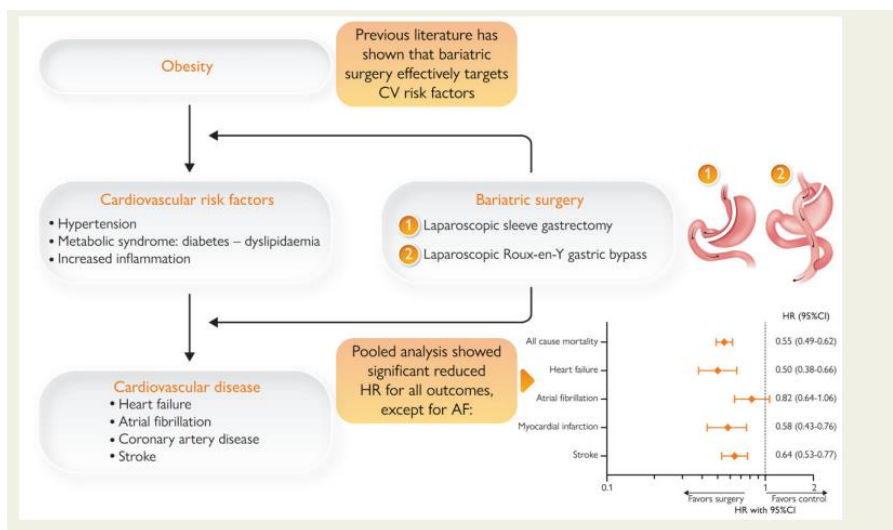 Obesity
Previous literature has
shown that bariatric
surgery effectively targets
CV risk factors
Cardiovascular risk factors
• Hypertension
• Metabolic syndrome: diabetes – dyslipidaemia
• Increased inflammation
Bariatric surgery
1 Laparoscopic sleeve gastrectomy
2 Laparoscopic Roux-en-Y gastric bypass
1
2
Cardiovascular disease
• Heart failure
• Atrial fibrillation
• Coronary artery disease
• Stroke
Pooled analysis showed
significant reduced
HR for all outcomes,
except for AF:
HR (95%CI)
All cause mortality 0.55 (0.49-0.62)
Heart failure 0.50 (0.38-0.66)
Atrial fibrillation 0.82 (0.64-1.06)
Myocardial infarction 0.58 (0.43-0.76)
Stroke 0.64 (0.53-0.77)
0.1 1 2
Favors surgery Favors control
HR with 95%CI